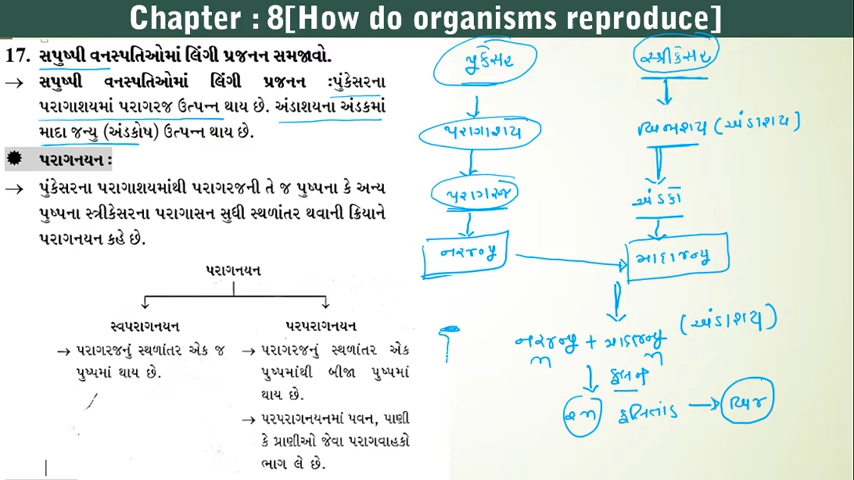 Chapter : 8[How do organisms reproduce]
17. સપુષ્પી વનસ્પતિઓમાં લિંગી પ્રજનન સમજાવો.
→ સપુષ્પી વનસ્પતિઓમાં લિંગી પ્રજનન : પુંકેસરના
પરાગાશયમાં પરાગરજ ઉત્પન્ન થાય છે. અંડાશયના અંડકમાં
માદા જન્યુ (અંડકોષ) ઉત્પન્ન થાય છે.
પરાગનયન :
→ પુંકેસરના પરાગાશયમાંથી પરાગરજની તે જ પુષ્પના કે અન્ય
પુષ્પના સ્ત્રીકેસરના પરાગાસન સુધી સ્થળાંતર થવાની ક્રિયાને
પરાગનયન કહે છે.
પરાગનયન
સ્વપરાગનયન
→ પરાગરજનું સ્થળાંતર એક જ
પુષ્પમાં થાય છે.
પરપરાગનયન
→ પરાગરજનું સ્થળાંતર એક
પુષ્પમાંથી બીજા પુષ્પમાં
થાય છે.
→ પરપરાગનયનમાં પવન, પાણી
કે પ્રાણીઓ જેવા પરાગવાહકો
ભાગ લે છે.
પુંકેસર
પરાગાશય
પરાગરજ
નરજન્યુ
સ્ત્રીકેસર
બિજાશય (અંડાશય)
અંડકો
માદાજન્યુ
નરજન્યુ + માદાજન્યુ (અંડાશય)
n n
ફલન
2n ફલિતાંડ → બિજ